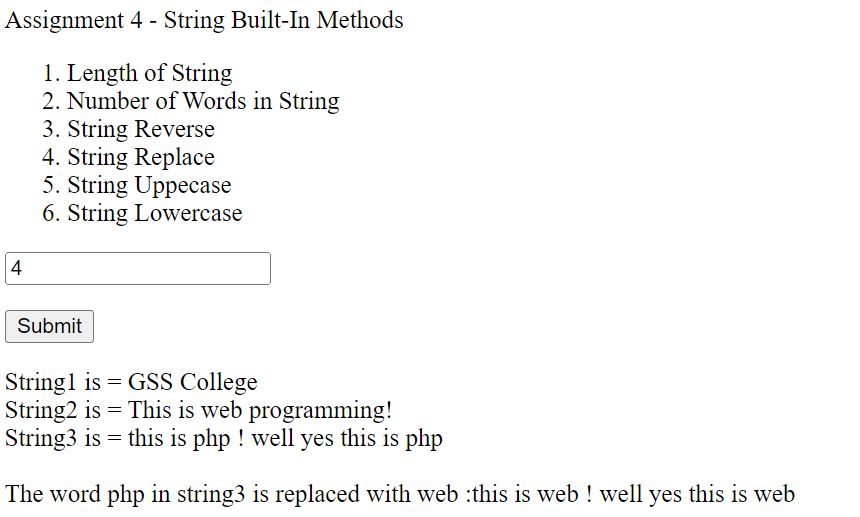 Assignment 4 - String Built-In Methods
1. Length of String
2. Number of Words in String
3. String Reverse
4. String Replace
5. String Uppecase
6. String Lowercase
4
Submit
String1 is = GSS College
String2 is = This is web programming!
String3 is = this is php ! well yes this is php
The word php in string3 is replaced with web :this is web ! well yes this is web